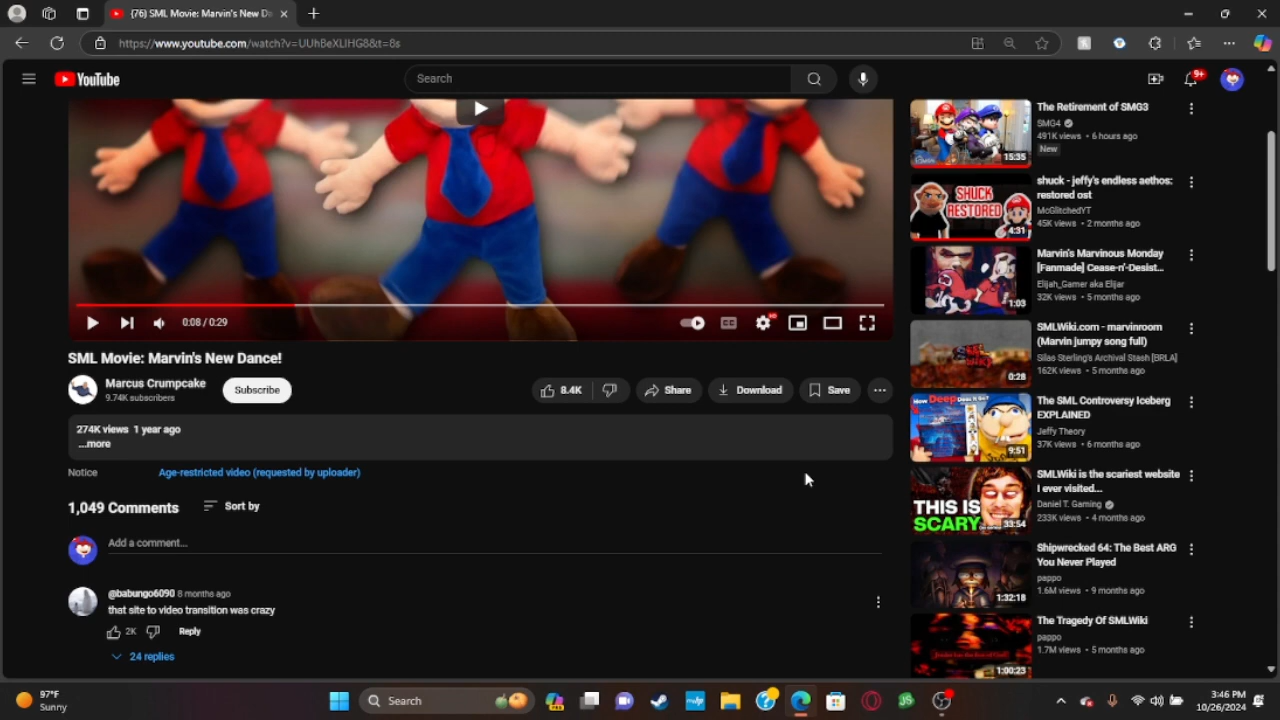 (76) SML Movie: Marvin's New Da
https://www.youtube.com/watch?v=UUh8eXLIHG8&t=8s
YouTube
Search
9+
0:08 / 0:29
CC
HD
SML Movie: Marvin's New Dance!
Marcus Crumpcake
9.74K subscribers
Subscribe
8.4K
Share
Download
Save
274K views 1 year ago
...more
Notice
Age-restricted video (requested by uploader)
1,049 Comments
Sort by
Add a comment...
@babungo6090 8 months ago
that site to video transition was crazy
2K
Reply
24 replies
15:35
The Retirement of SMG3
SMG4
491K views • 6 hours ago
New
SHUCK
RESTORED
4:31
shuck - jeffy's endless aethos:
restored ost
McGlitchedYT
45K views • 2 months ago
1:03
Marvin's Marvinous Monday
[Fanmade] Cease-n'-Desist...
Elijah_Gamer aka Elijar
32K views • 5 months ago
0:28
SMLWiki.com - marvinroom
(Marvin jumpy song full)
Silas Sterling's Archival Stash [BRLA]
162K views • 5 months ago
How Deep Does It Go?
9:51
The SML Controversy Iceberg
EXPLAINED
Jeffy Theory
37K views • 6 months ago
THIS IS
SCARY
33:54
SMLWiki is the scariest website
I ever visited...
Daniel T. Gaming
233K views • 4 months ago
1:32:18
Shipwrecked 64: The Best ARG
You Never Played
pappo
1.6M views • 9 months ago
1:00:23
The Tragedy Of SMLWiki
pappo
1.7M views • 5 months ago
97°F
Sunny
Search
3:46 PM
10/26/2024